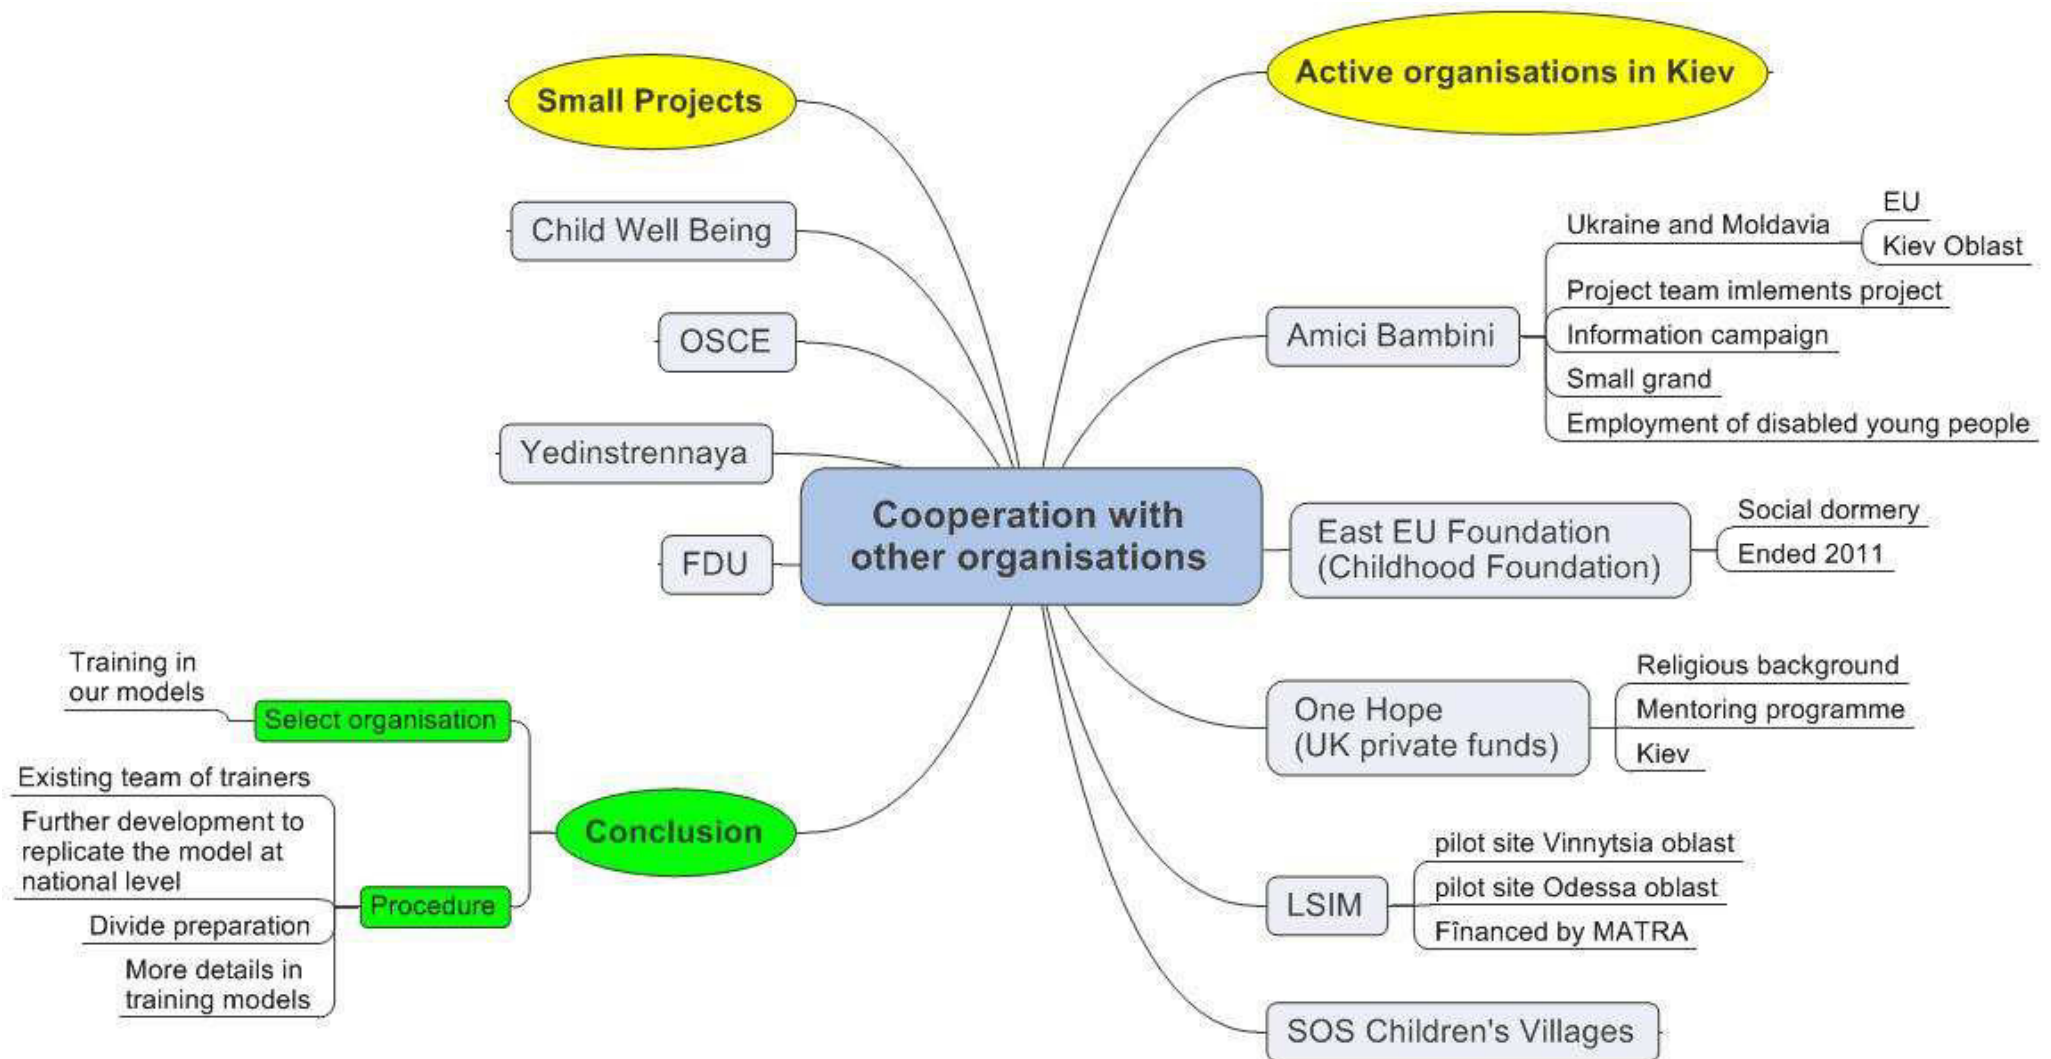 Small Projects
Child Well Being
OSCE
Yedinstrennaya
FDU
Cooperation with
other organisations
Active organisations in Kiev
Amici Bambini
Ukraine and Moldavia
EU
Kiev Oblast
Project team imlements project
Information campaign
Small grand
Employment of disabled young people
East EU Foundation
(Childhood Foundation)
Social dormery
Ended 2011
One Hope
(UK private funds)
Religious background
Mentoring programme
Kiev
LSIM
pilot site Vinnytsia oblast
pilot site Odessa oblast
Fînanced by MATRA
SOS Children's Villages
Conclusion
Select organisation
Training in
our models
Procedure
Existing team of trainers
Further development to
replicate the model at
national level
Divide preparation
More details in
training models